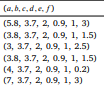 (a, b, c, d, e, f)
(5.8, 3.7, 2, 0.9, 1, 3)
(3.8, 3.7, 2, 0.9, 1, 1.5)
(3, 3.7, 2, 0.9, 1, 2.5)
(3.8, 3.7, 2, 0.9, 1, 1.5)
(4, 3.7, 2, 0.9, 1, 0.2)
(7, 3.7, 2, 0.9, 1, 3)